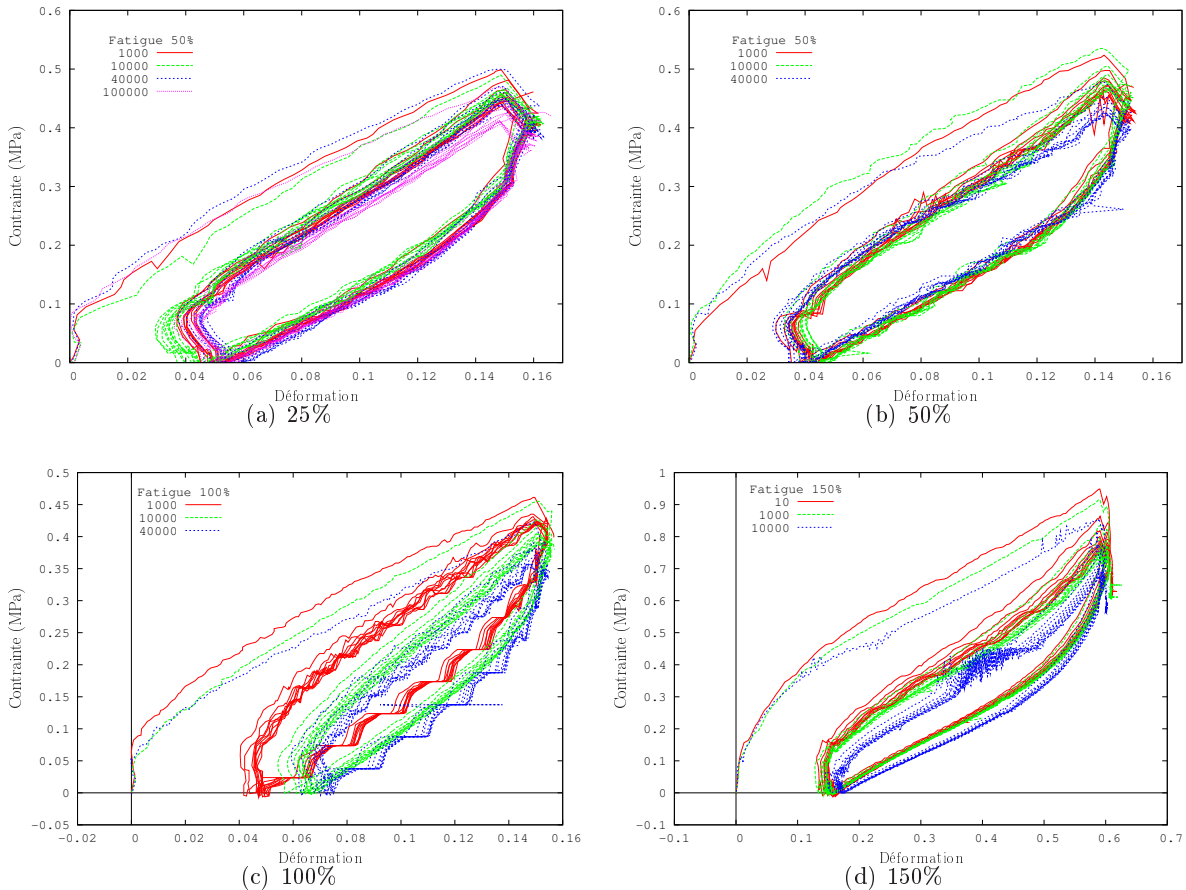 0.6
0.5
0.4
0.3
0.2
0.1
0
Contrainte (MPa)
Fatigue 50%
1000
10000
40000
100000
0 0.02 0.04 0.06 0.08 0.1 0.12 0.14 0.16
Déformation
(a) 25%
0.6
0.5
0.4
0.3
0.2
0.1
0
Contrainte (MPa)
Fatigue 50%
1000
10000
40000
0 0.02 0.04 0.06 0.08 0.1 0.12 0.14 0.16
Déformation
(b) 50%
0.5
0.45
0.4
0.35
0.3
0.25
0.2
0.15
0.1
0.05
0
-0.05
Contrainte (MPa)
Fatigue 100%
1000
10000
40000
-0.02 0 0.02 0.04 0.06 0.08 0.1 0.12 0.14 0.16
Déformation
(c) 100%
1
0.9
0.8
0.7
0.6
0.5
0.4
0.3
0.2
0.1
0
-0.1
Contrainte (MPa)
Fatigue 150%
10
1000
10000
-0.1 0 0.1 0.2 0.3 0.4 0.5 0.6 0.7
Déformation
(d) 150%